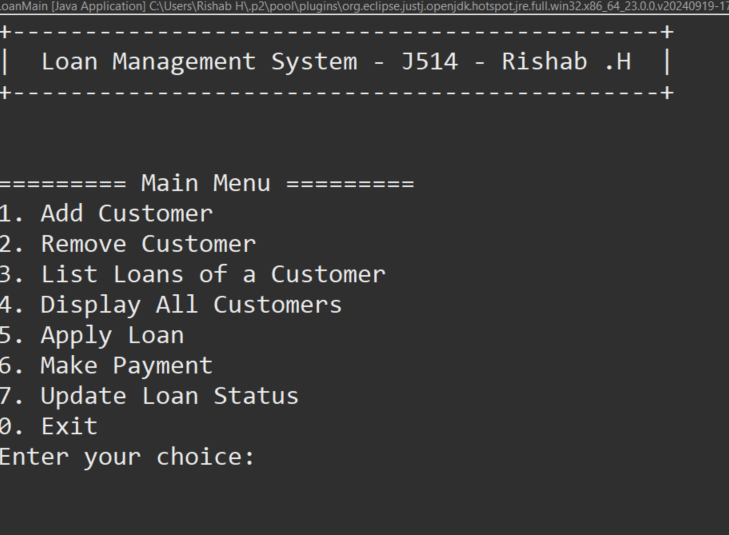 LoanMain [Java Application] C:\Users\Rishab H\.p2\pool\plugins\org.eclipse.justj.openjdk.hotspot.jre.full.win32.x86_64_23.0.0.v20240919-17
+---------------------------------------------+
|  Loan Management System - J514 - Rishab .H  |
+---------------------------------------------+
========= Main Menu =========
1. Add Customer
2. Remove Customer
3. List Loans of a Customer
4. Display All Customers
5. Apply Loan
6. Make Payment
7. Update Loan Status
0. Exit
Enter your choice: